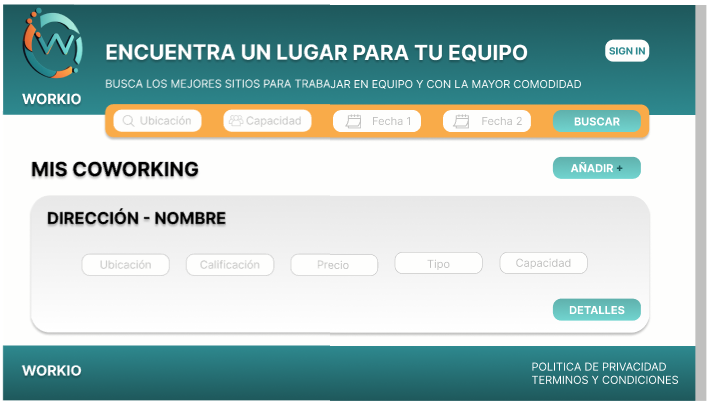 W
WORKIO
ENCUENTRA UN LUGAR PARA TU EQUIPO
SIGN IN
BUSCA LOS MEJORES SITIOS PARA TRABAJAR EN EQUIPO Y CON LA MAYOR COMODIDAD
Ubicación
Capacidad
Fecha 1
Fecha 2
BUSCAR
MIS COWORKING
AÑADIR +
DIRECCIÓN - NOMBRE
Ubicación
Calificación
Precio
Tipo
Capacidad
DETALLES
WORKIO
POLITICA DE PRIVACIDAD
TERMINOS Y CONDICIONES